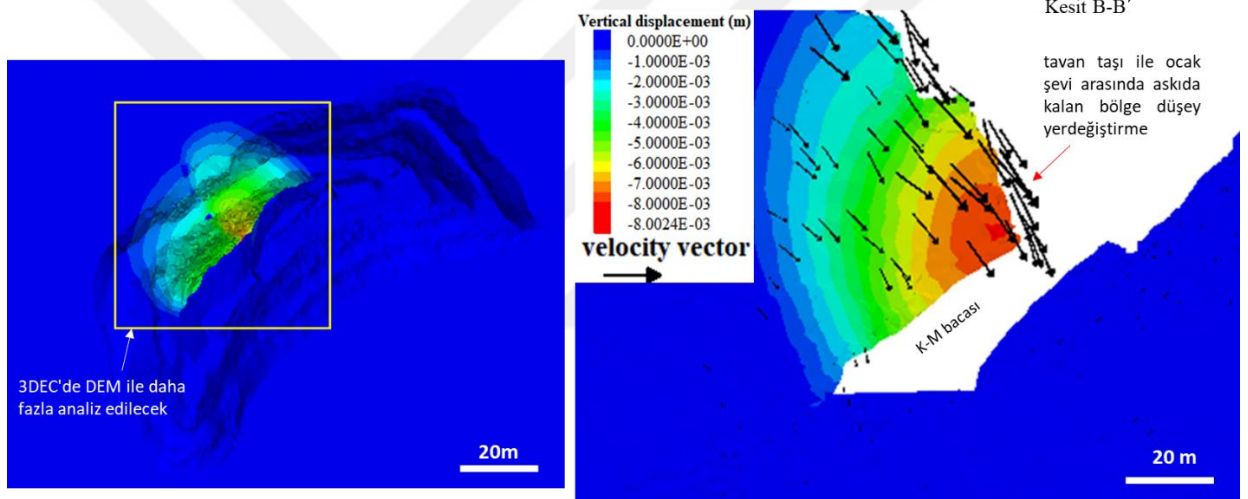 3DEC'de DEM ile daha
fazla analiz edilecek
20m
Vertical displacement (m)
0.0000E+00
-1.0000E-03
-2.0000E-03
-3.0000E-03
-4.0000E-03
-5.0000E-03
-6.0000E-03
-7.0000E-03
-8.0000E-03
-8.0024E-03
velocity vector
Kesit B-B´
tavan taşı ile ocak
şevi arasında askıda
kalan bölge düşey
yerdeğiştirme
K-M bacası
20 m